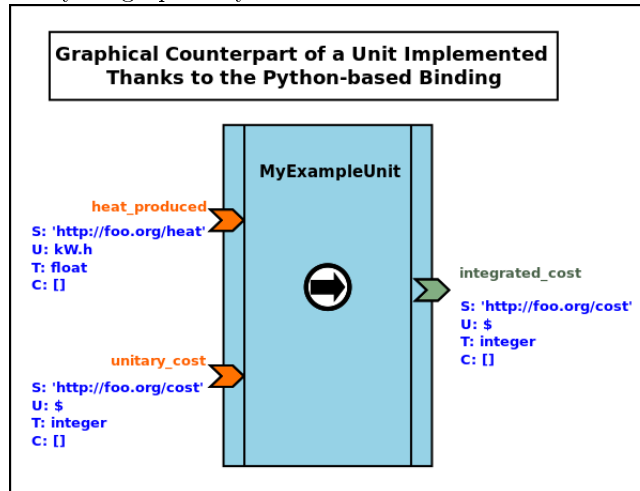 Graphical Counterpart of a Unit Implemented
Thanks to the Python-based Binding
MyExampleUnit
heat_produced
S: 'http://foo.org/heat'
U: kW.h
T: float
C: []
integrated_cost
S: 'http://foo.org/cost'
U: $
T: integer
C: []
unitary_cost
S: 'http://foo.org/cost'
U: $
T: integer
C: []